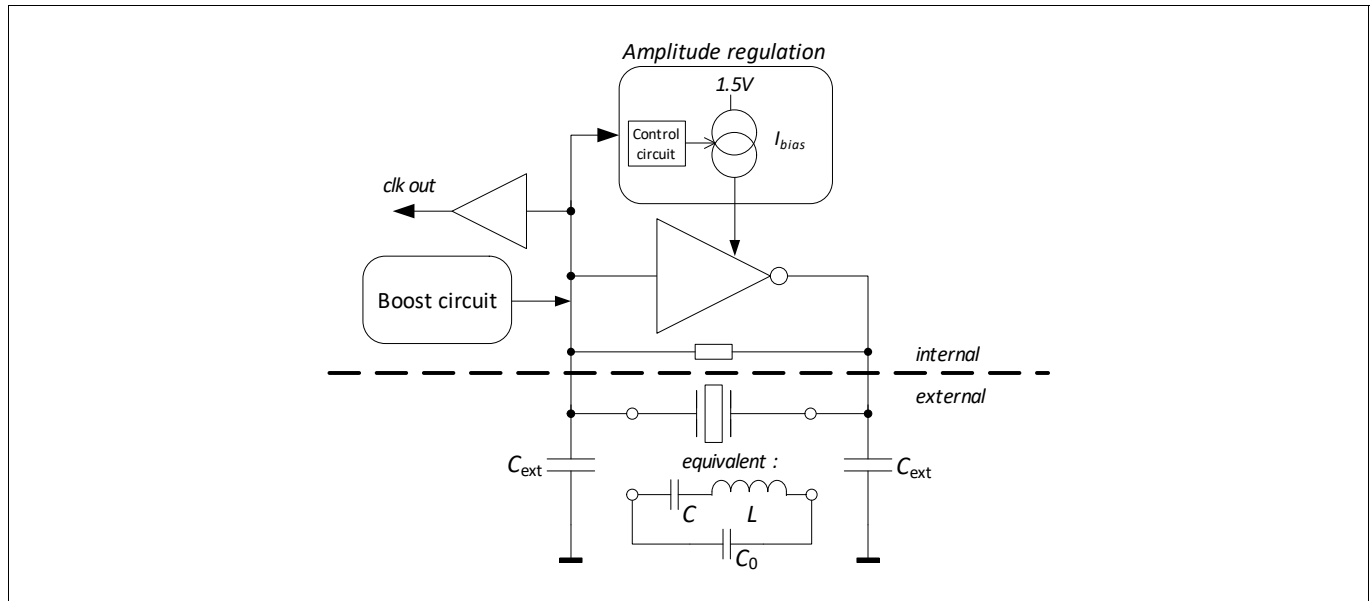 Amplitude regulation
1.5V
Control
circuit
I_bias
clk out
Boost circuit
internal
external
C_ext
C_ext
equivalent :
C
L
C_0